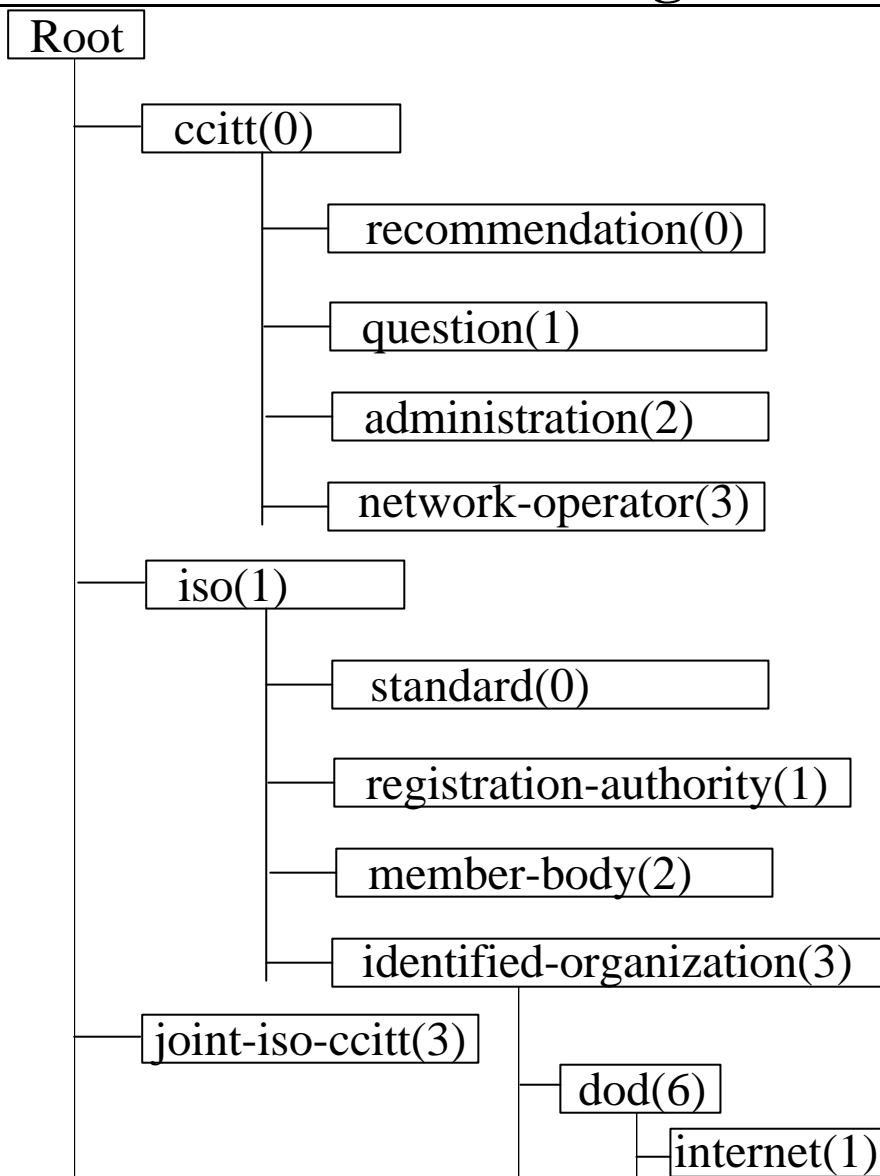 Root
ccitt(0)
recommendation(0)
question(1)
administration(2)
network-operator(3)
iso(1)
standard(0)
registration-authority(1)
member-body(2)
identified-organization(3)
joint-iso-ccitt(3)
dod(6)
internet(1)